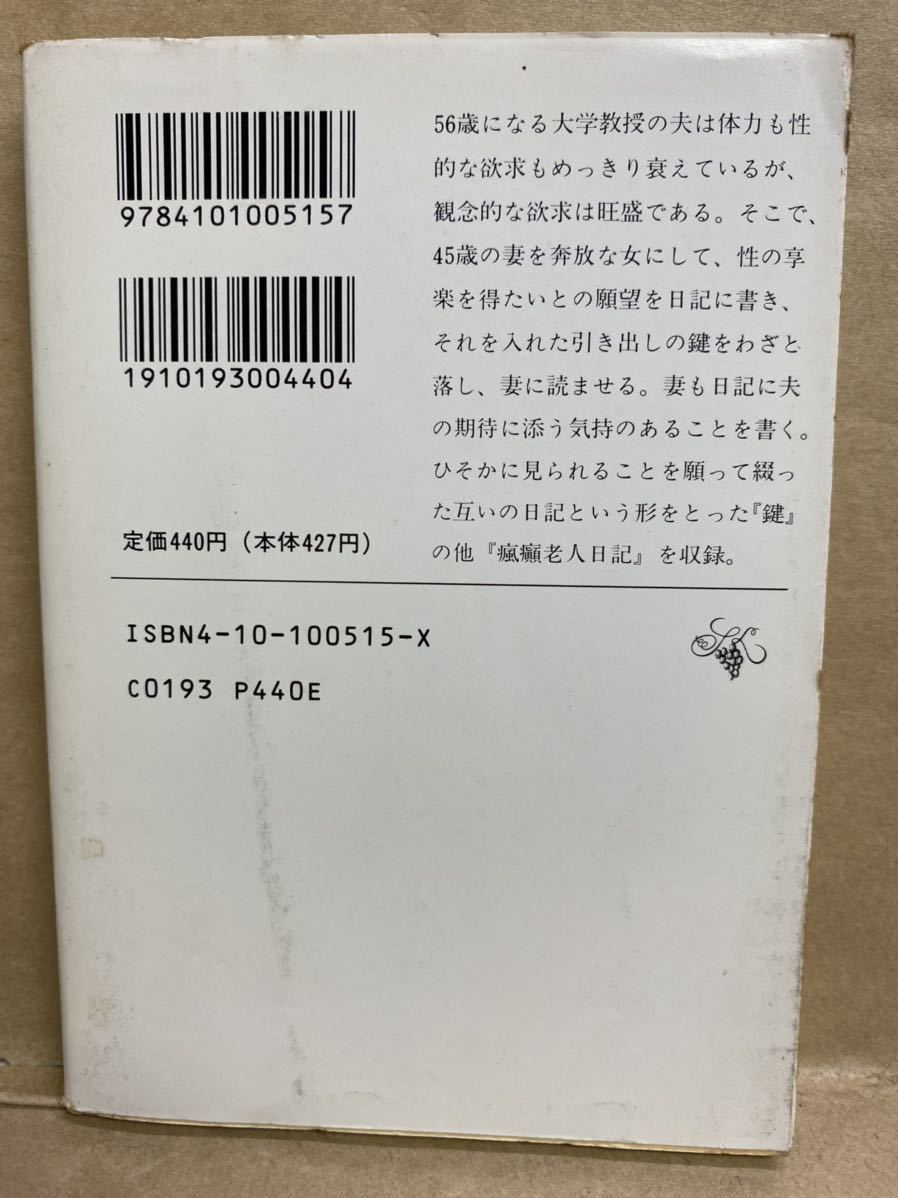 9784101005157
1910193004404
定価440円（本体427円）
56歳になる大学教授の夫は体力も性
的な欲求もめっきり衰えているが、
観念的な欲求は旺盛である。そこで、
45歳の妻を奔放な女にして、性の享
楽を得たいとの願望を日記に書き、
それを入れた引き出しの鍵をわざと
落し、妻に読ませる。妻も日記に夫
の期待に添う気持のあることを書く。
ひそかに見られることを願って綴っ
た互いの日記という形をとった『鍵』
の他『瘋癲老人日記』を収録。
ISBN4-10-100515-X
C0193 P440E